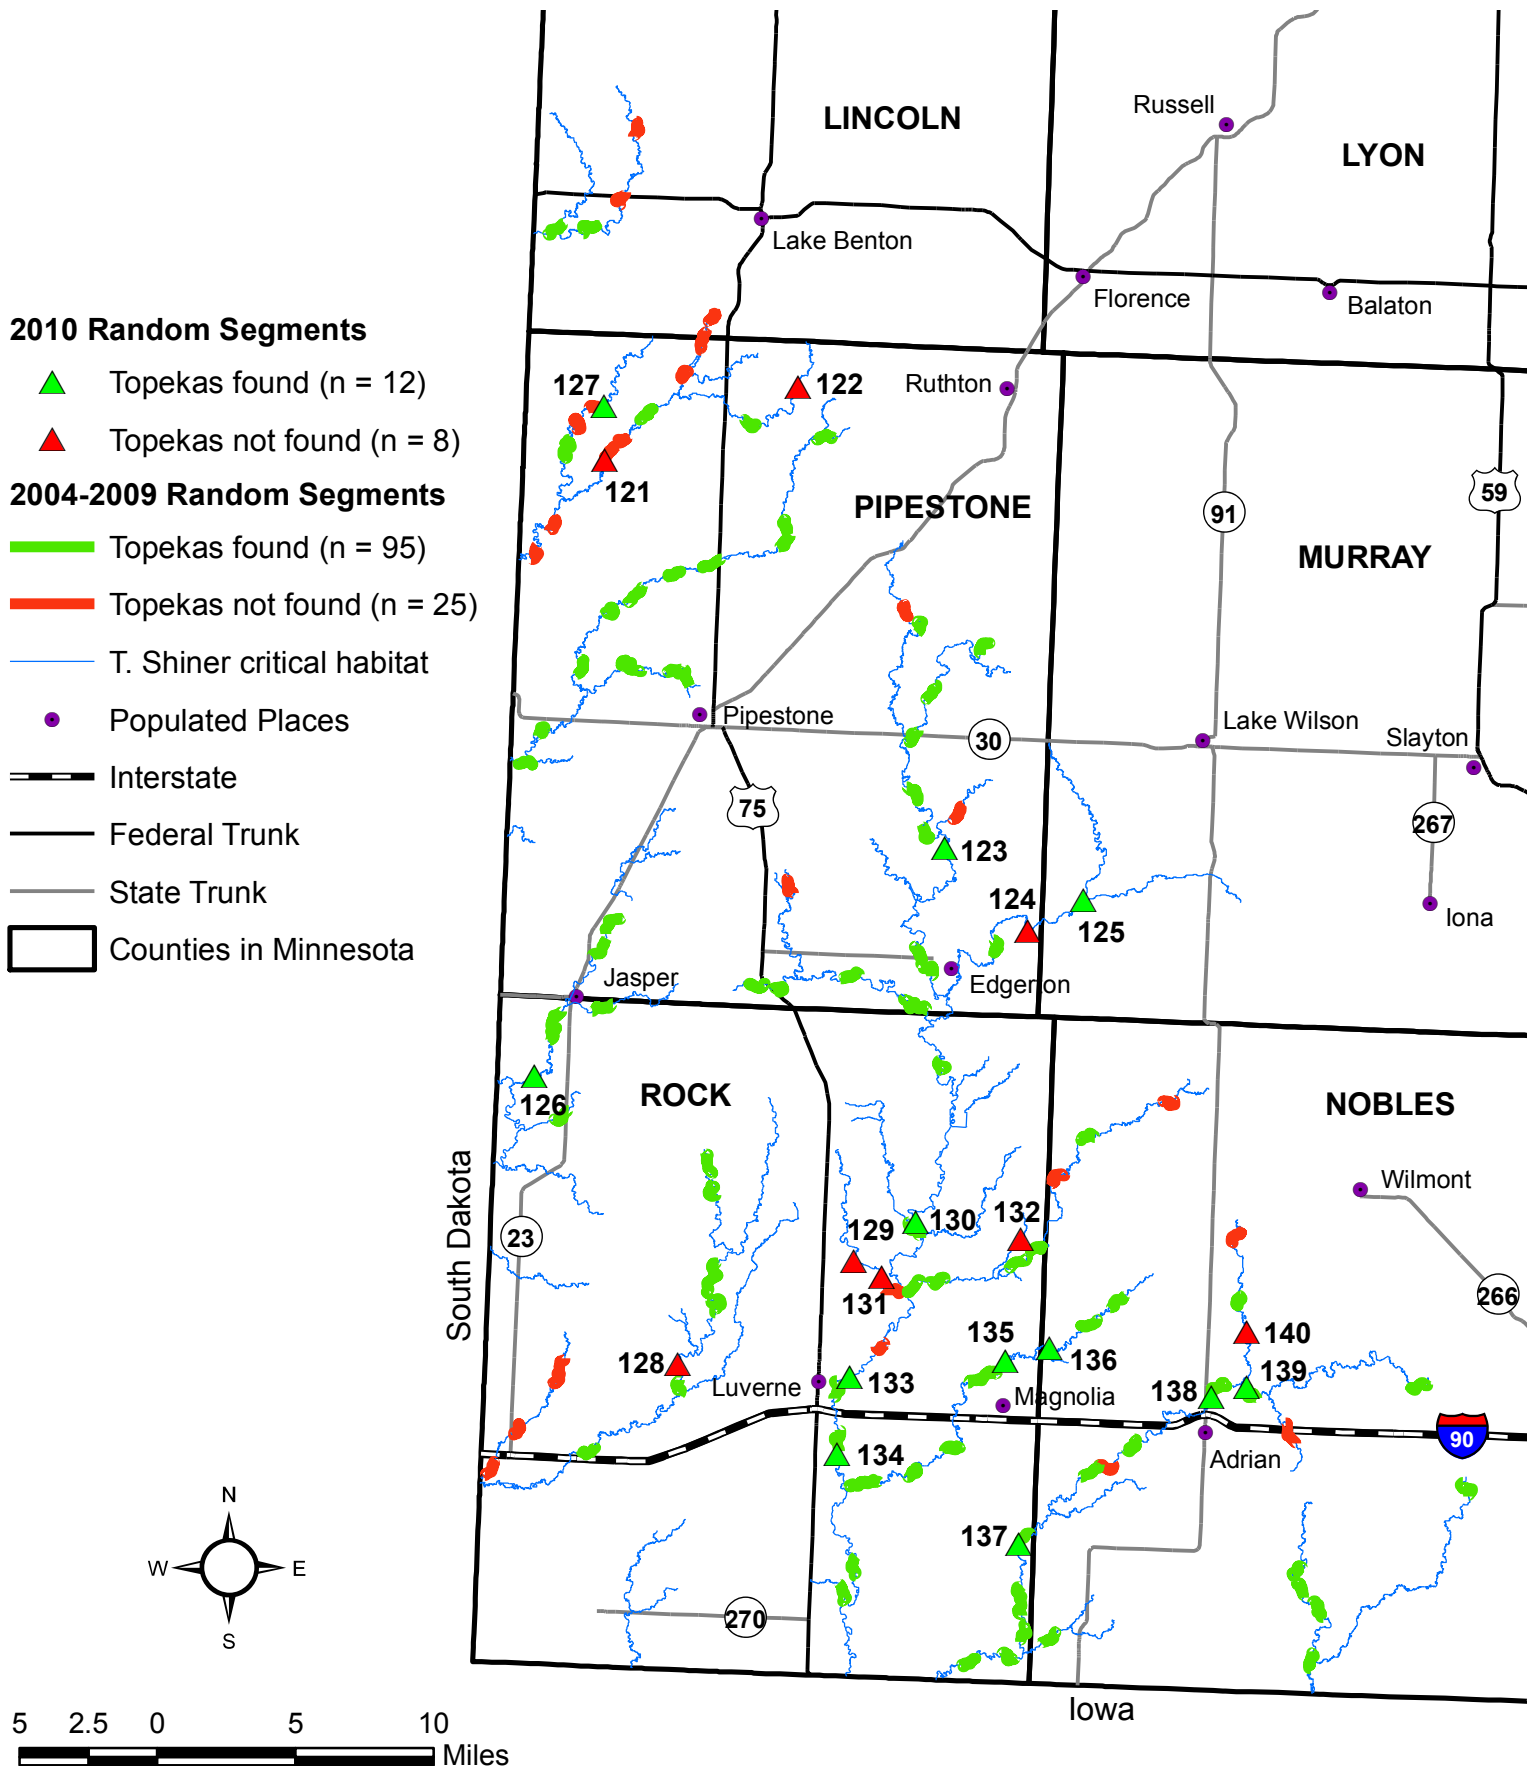 LINCOLN
Russell
LYON
Lake Benton
Florence
Balaton
2010 Random Segments
Topekas found (n = 12)
Topekas not found (n = 8)
2004-2009 Random Segments
Topekas found (n = 95)
Topekas not found (n = 25)
T. Shiner critical habitat
Populated Places
Interstate
Federal Trunk
State Trunk
Counties in Minnesota
127
122
Ruthton
121
PIPESTONE
59
91
MURRAY
Pipestone
30
Lake Wilson
Slayton
75
267
123
124
125
Iona
Jasper
Edgerton
126
ROCK
NOBLES
South Dakota
Wilmont
23
129
130
132
131
266
128
135
136
140
Luverne
133
Magnolia
138
139
134
Adrian
90
137
N
W
E
S
270
Iowa
5 2.5 0 5 10
Miles